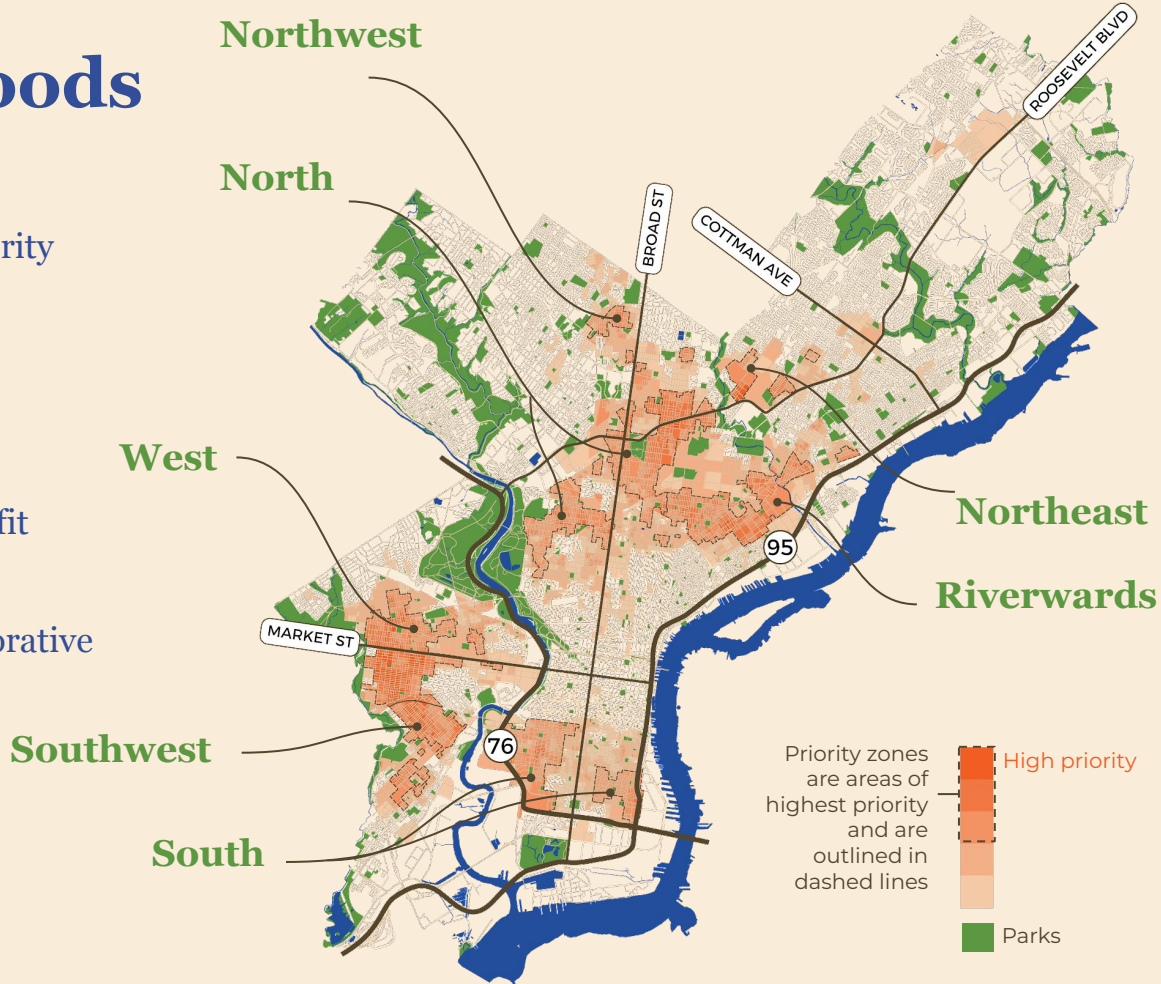 oods
rity
fit
orative
Northwest
North
West
Southwest
South
Northeast
Riverwards
ROOSEVELT BLVD
BROAD ST
COTTMAN AVE
MARKET ST
95
76
Priority zones
are areas of
highest priority
and are
outlined in
dashed lines
High priority
Parks